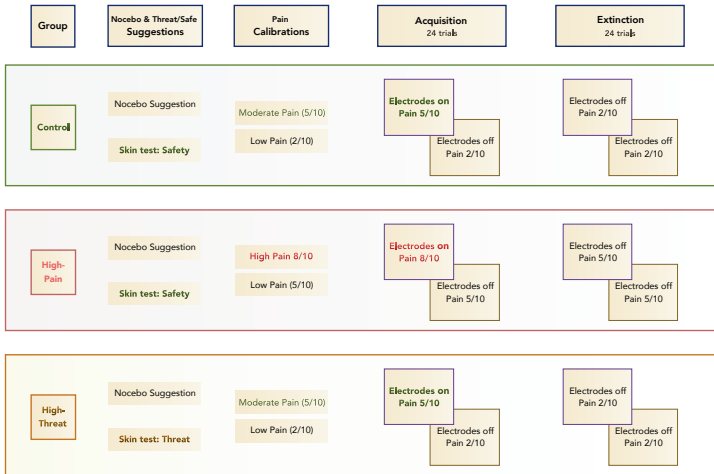 Group
Nocebo & Threat/Safe
Suggestions
Pain
Calibrations
Acquisition
24 trials
Extinction
24 trials
Control
Nocebo Suggestion
Skin test: Safety
Moderate Pain (5/10)
Low Pain (2/10)
Electrodes on
Pain 5/10
Electrodes off
Pain 2/10
Electrodes off
Pain 2/10
Electrodes off
Pain 2/10
High-
Pain
Nocebo Suggestion
Skin test: Safety
High Pain 8/10
Low Pain (5/10)
Electrodes on
Pain 8/10
Electrodes off
Pain 5/10
Electrodes off
Pain 5/10
Electrodes off
Pain 5/10
High-
Threat
Nocebo Suggestion
Skin test: Threat
Moderate Pain (5/10)
Low Pain (2/10)
Electrodes on
Pain 5/10
Electrodes off
Pain 2/10
Electrodes off
Pain 2/10
Electrodes off
Pain 2/10